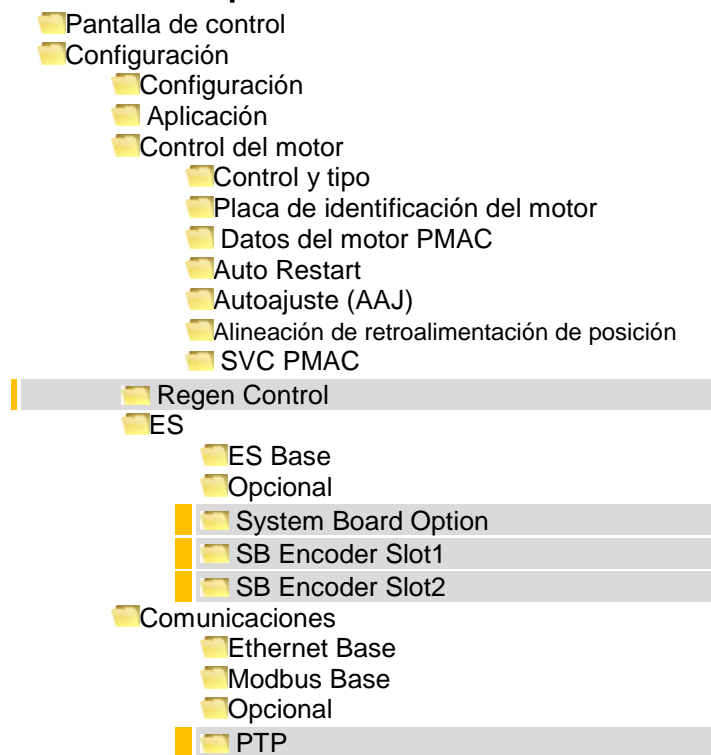 Pantalla de control
Configuración
Configuración
Aplicación
Control del motor
Control y tipo
Placa de identificación del motor
Datos del motor PMAC
Auto Restart
Autoajuste (AAJ)
Alineación de retroalimentación de posición
SVC PMAC
Regen Control
ES
ES Base
Opcional
System Board Option
SB Encoder Slot1
SB Encoder Slot2
Comunicaciones
Ethernet Base
Modbus Base
Opcional
PTP